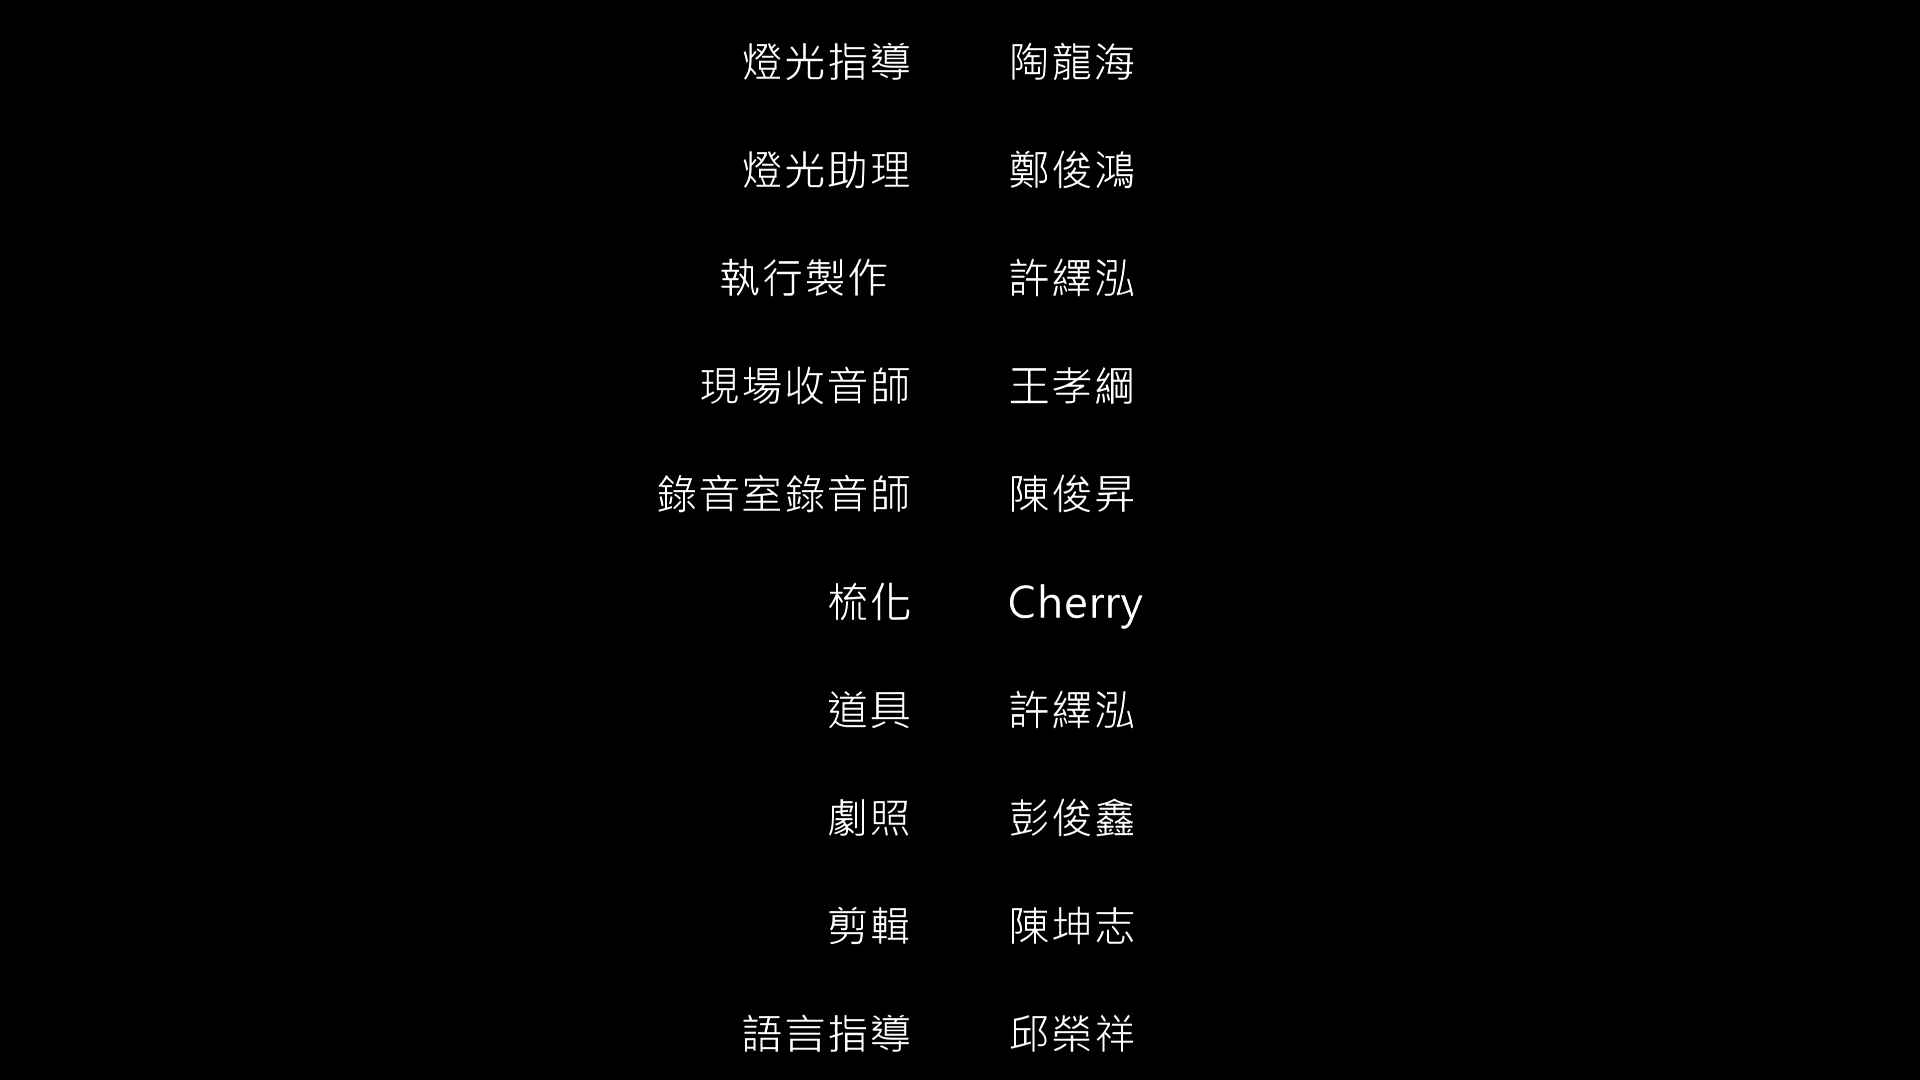 燈光指導 陶龍海
燈光助理 鄭俊鴻
執行製作 許繹泓
現場收音師 王孝綱
錄音室錄音師 陳俊昇
梳化 Cherry
道具 許繹泓
劇照 彭俊鑫
剪輯 陳坤志
語言指導 邱榮祥